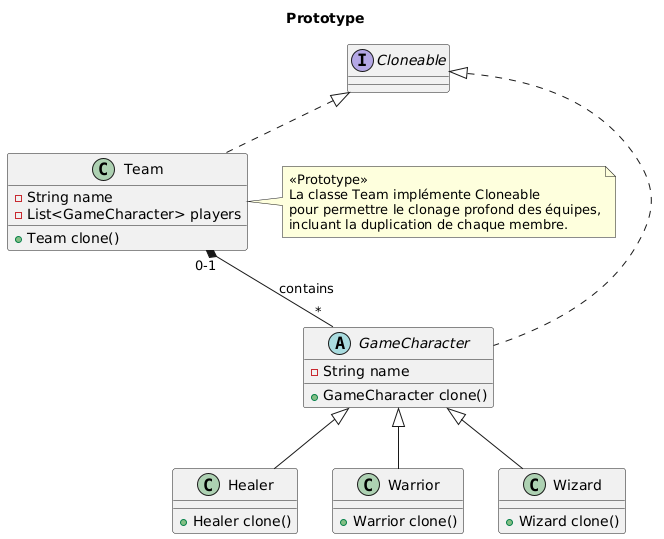 Prototype
I Cloneable
C Team
String name
List<GameCharacter> players
Team clone()
«Prototype»
La classe Team implémente Cloneable
pour permettre le clonage profond des équipes,
incluant la duplication de chaque membre.
0-1
contains
*
A GameCharacter
String name
GameCharacter clone()
C Healer
Healer clone()
C Warrior
Warrior clone()
C Wizard
Wizard clone()